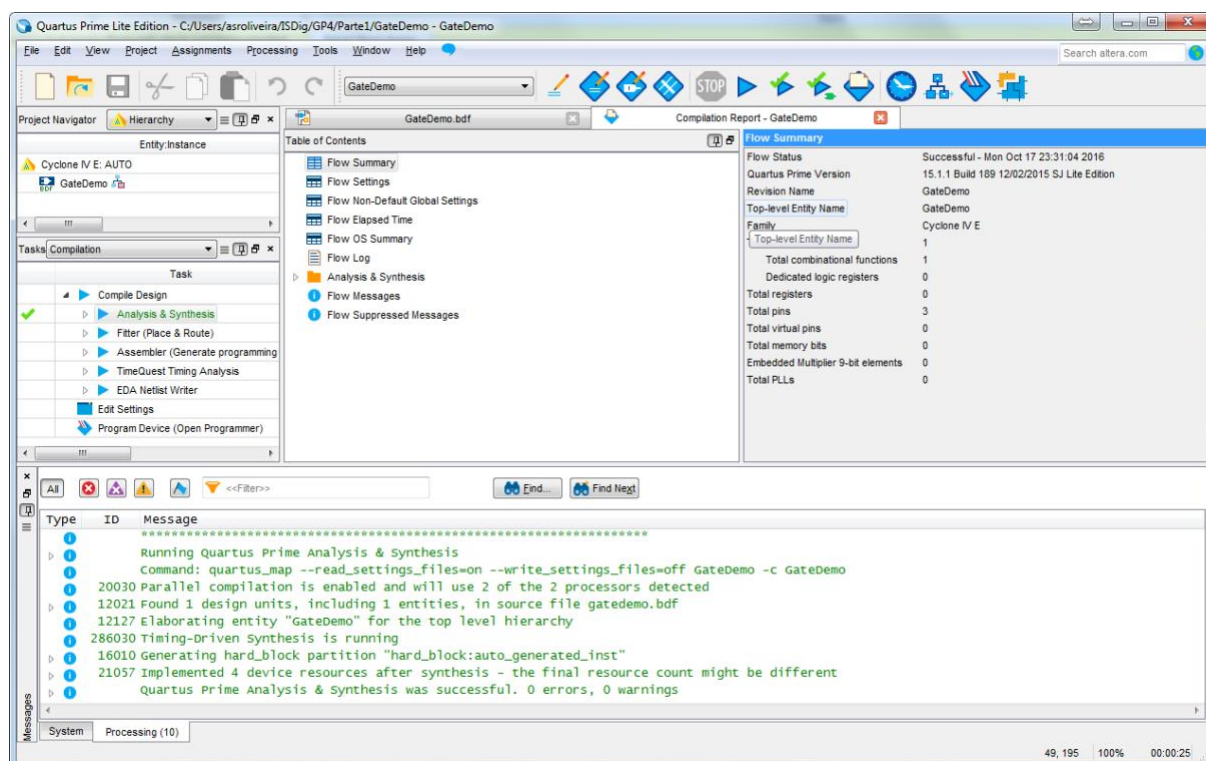 Quartus Prime Lite Edition - C:/Users/asroliveira/ISDig/GP4/Parte1/GateDemo - GateDemo
File Edit View Project Assignments Processing Tools Window Help
Search altera.com
STOP
GateDemo
Project Navigator Hierarchy
Entity:Instance
Cyclone IV E: AUTO
GateDemo
Tasks Compilation
Task
Compile Design
Analysis & Synthesis
Fitter (Place & Route)
Assembler (Generate programming
TimeQuest Timing Analysis
EDA Netlist Writer
Edit Settings
Program Device (Open Programmer)
GateDemo.bdf
Compilation Report - GateDemo
Table of Contents
Flow Summary
Flow Settings
Flow Non-Default Global Settings
Flow Elapsed Time
Flow OS Summary
Flow Log
Analysis & Synthesis
Flow Messages
Flow Suppressed Messages
Flow Summary
Flow Status Successful - Mon Oct 17 23:31:04 2016
Quartus Prime Version 15.1.1 Build 189 12/02/2015 SJ Lite Edition
Revision Name GateDemo
Top-level Entity Name GateDemo
Family Cyclone IV E
Top-level Entity Name 1
Total combinational functions 1
Dedicated logic registers 0
Total registers 0
Total pins 3
Total virtual pins 0
Total memory bits 0
Embedded Multiplier 9-bit elements 0
Total PLLs 0
All <<Filter>> Find... Find Next
Type ID Message
*******************************************************************
Running Quartus Prime Analysis & Synthesis
Command: quartus_map --read_settings_files=on --write_settings_files=off GateDemo -c GateDemo
20030 Parallel compilation is enabled and will use 2 of the 2 processors detected
12021 Found 1 design units, including 1 entities, in source file gatedemo.bdf
12127 Elaborating entity "GateDemo" for the top level hierarchy
286030 Timing-Driven Synthesis is running
16010 Generating hard_block partition "hard_block:auto_generated_inst"
21057 Implemented 4 device resources after synthesis - the final resource count might be different
Quartus Prime Analysis & Synthesis was successful. 0 errors, 0 warnings
Messages
System Processing (10)
49, 195 100% 00:00:25